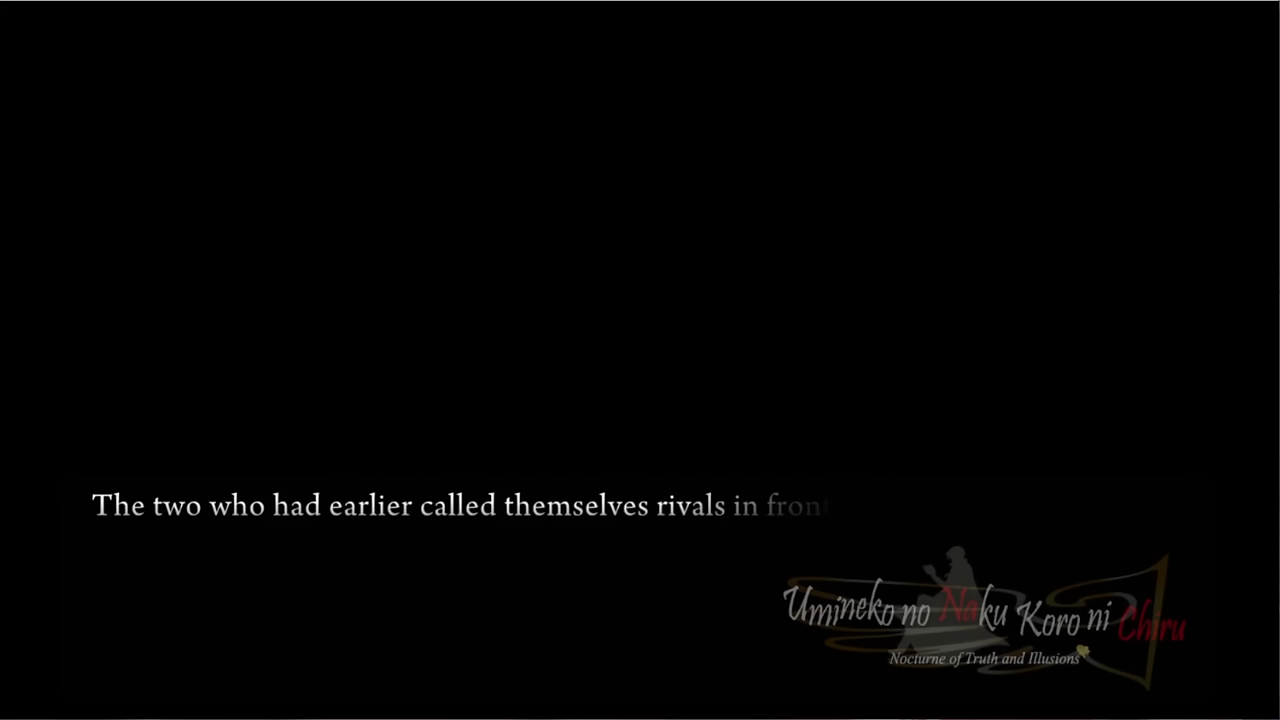 The two who had earlier called themselves rivals in front
Umineko no Naku Koro ni Chiru
Nocturne of Truth and Illusions